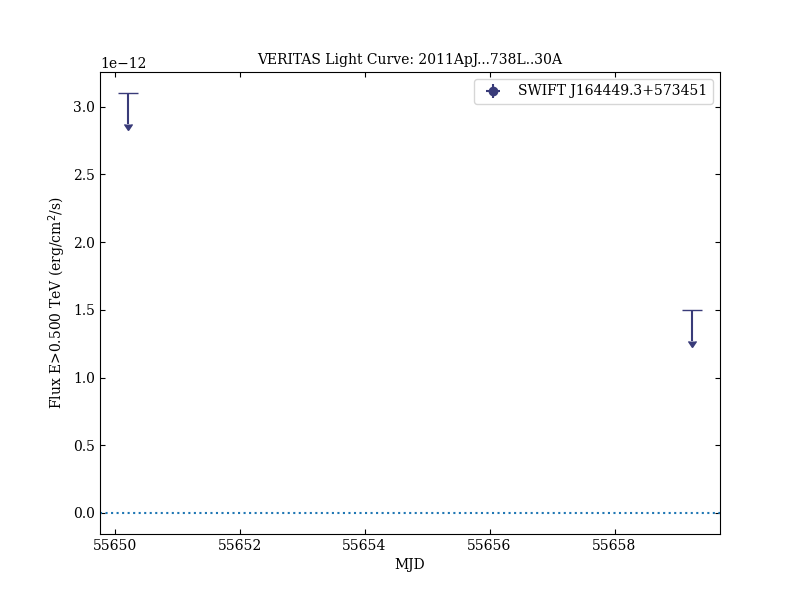 VERITAS Light Curve: 2011ApJ...738L..30A
1e−12
SWIFT J164449.3+573451
3.0
2.5
2.0
1.5
1.0
0.5
0.0
Flux E>0.500 TeV (erg/cm²/s)
55650 55652 55654 55656 55658
MJD